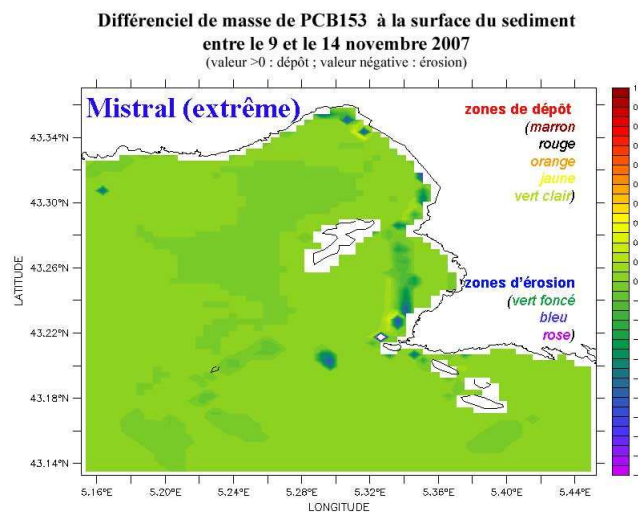 Différenciel de masse de PCB153 à la surface du sediment
entre le 9 et le 14 novembre 2007
(valeur >0 : dépôt ; valeur négative : érosion)
Mistral (extrême)
zones de dépôt
(marron
rouge
orange
jaune
vert clair)
zones d'érosion
(vert foncé
bleu
rose)
LATITUDE
43.34°N
43.30°N
43.26°N
43.22°N
43.18°N
43.14°N
5.16°E 5.20°E 5.24°E 5.28°E 5.32°E 5.36°E 5.40°E 5.44°E
LONGITUDE